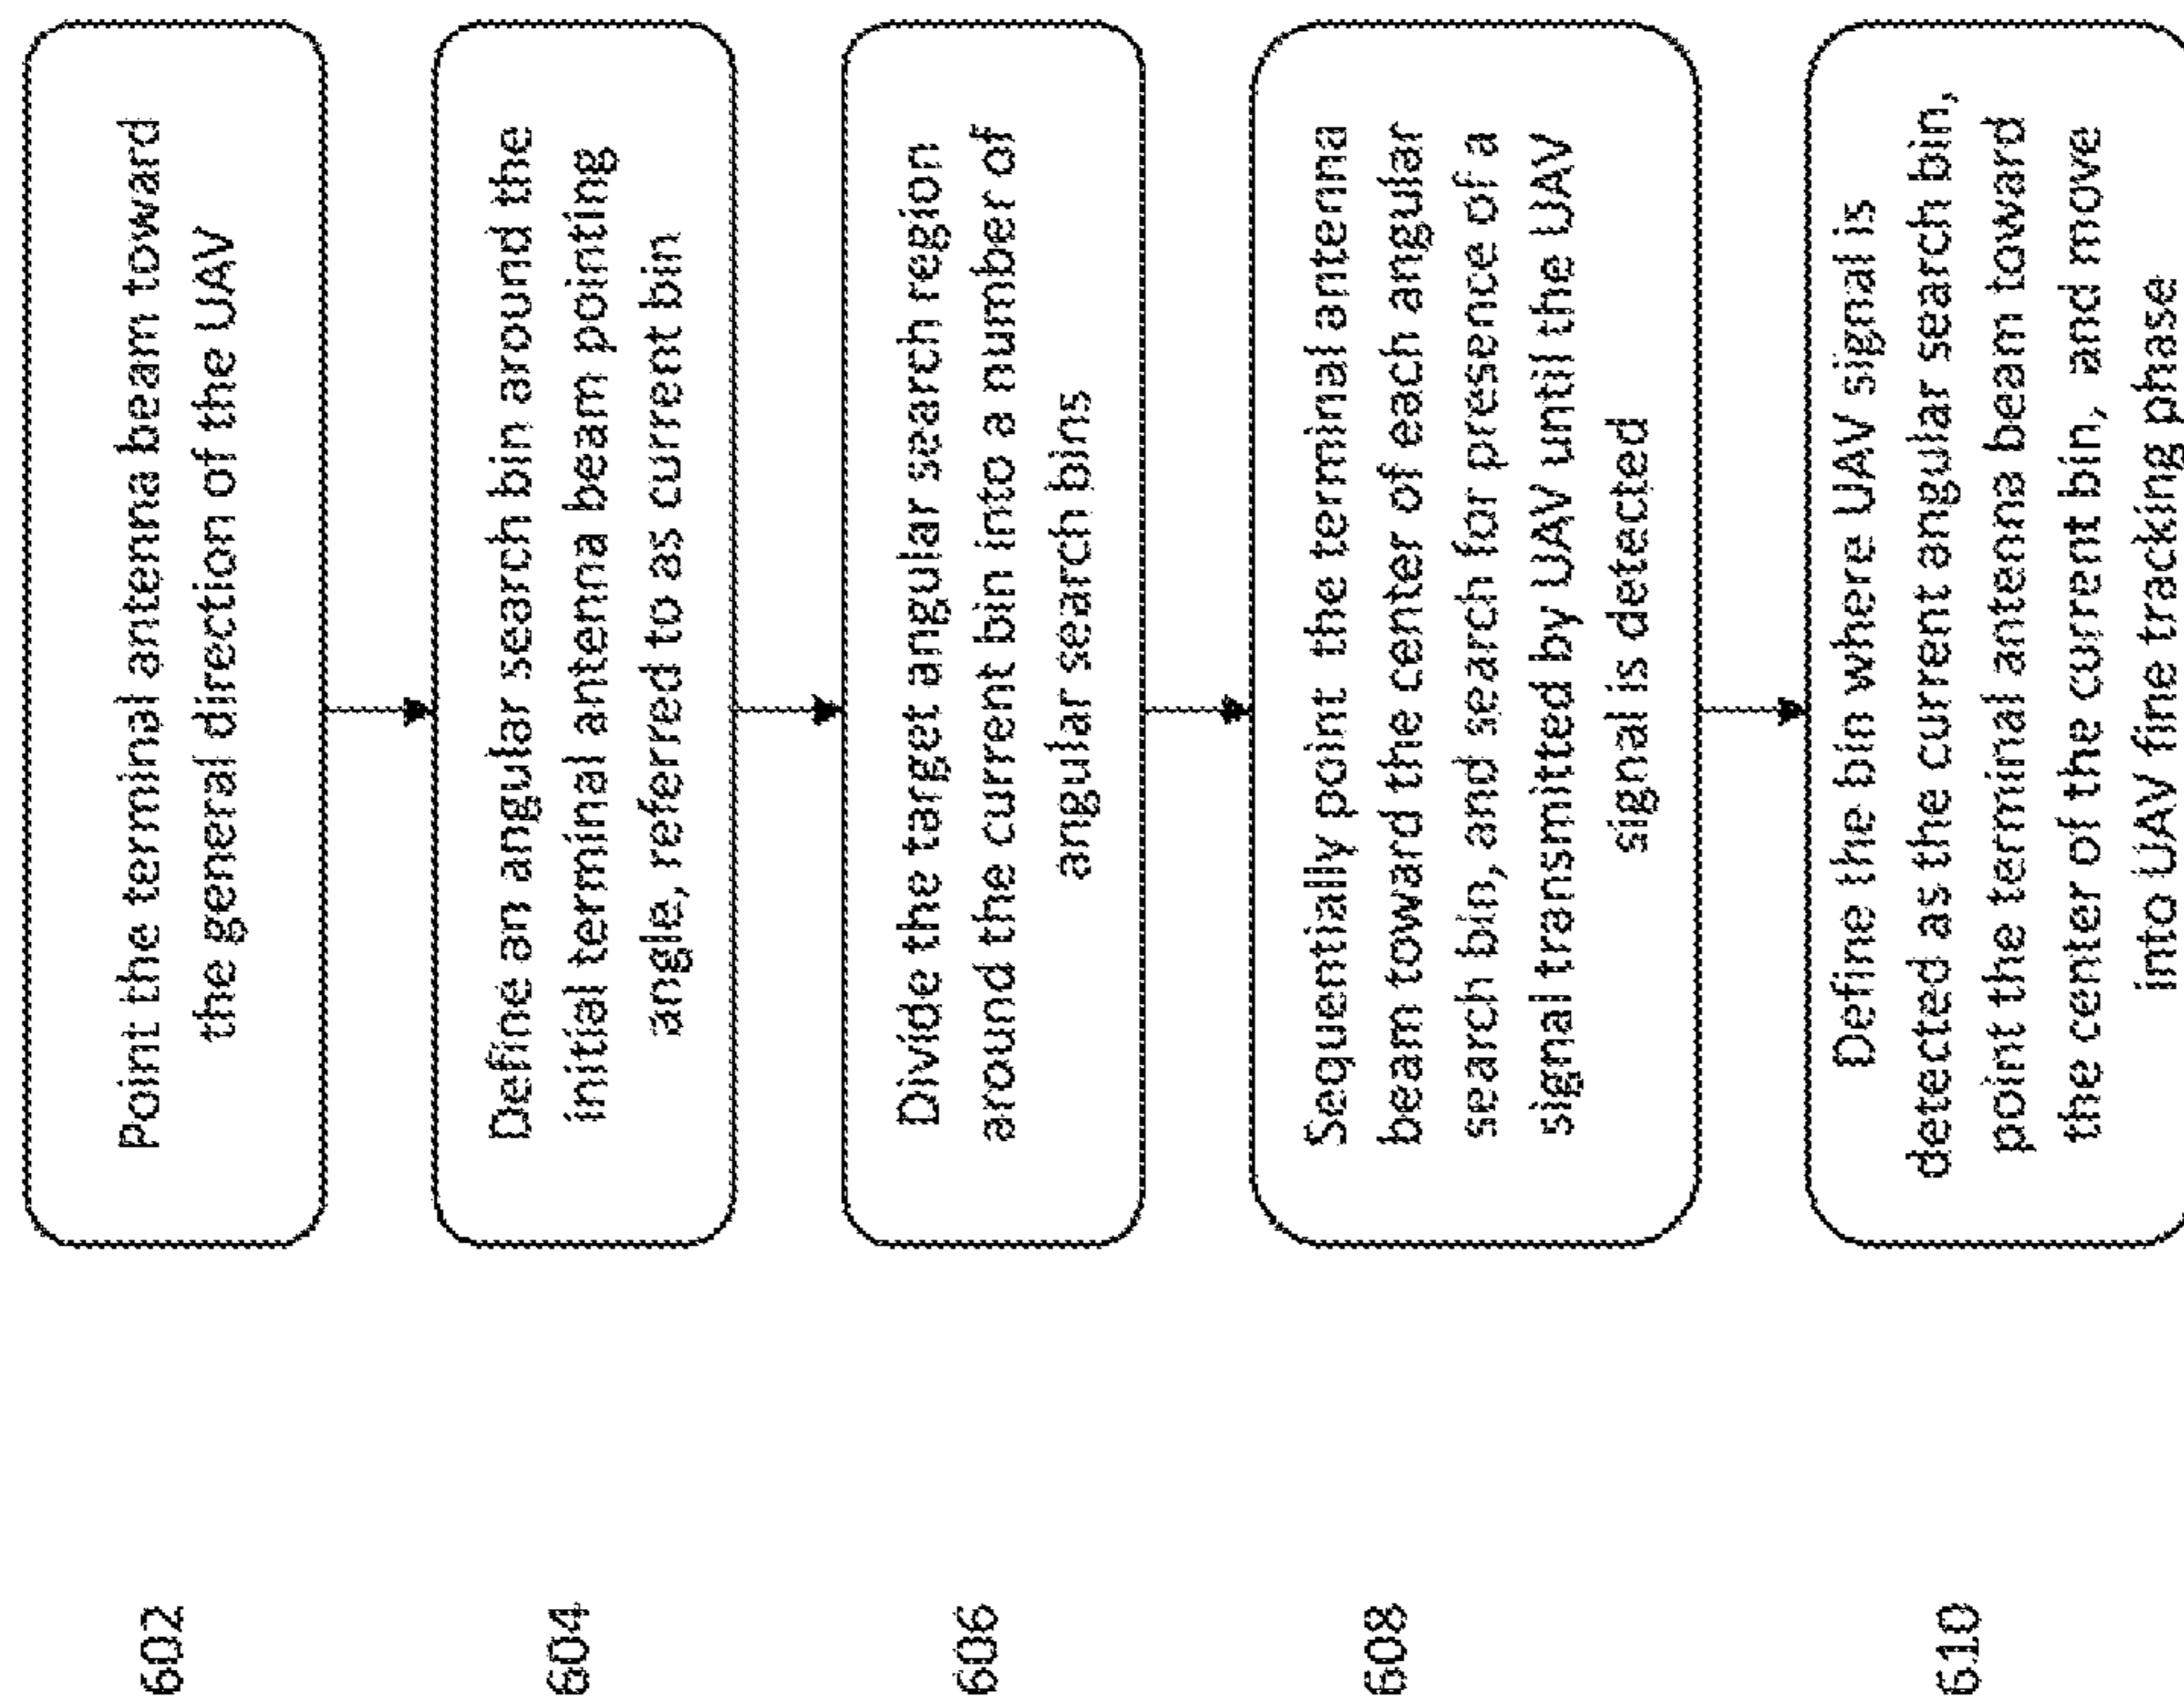 602
Point the terminal antenna beam toward
the general direction of the UAV
604
Define an angular search bin around the
initial terminal antenna beam pointing
angle, referred to as current bin
606
Divide the target angular search region
around the current bin into a number of
angular search bins
608
Sequentially point the terminal antenna
beam toward the center of each angular
search bin, and search for presence of a
signal transmitted by UAV until the UAV
signal is detected
610
Define the bin where UAV signal is
detected as the current angular search bin,
point the terminal antenna beam toward
the center of the current bin, and move
into UAV fine tracking phase